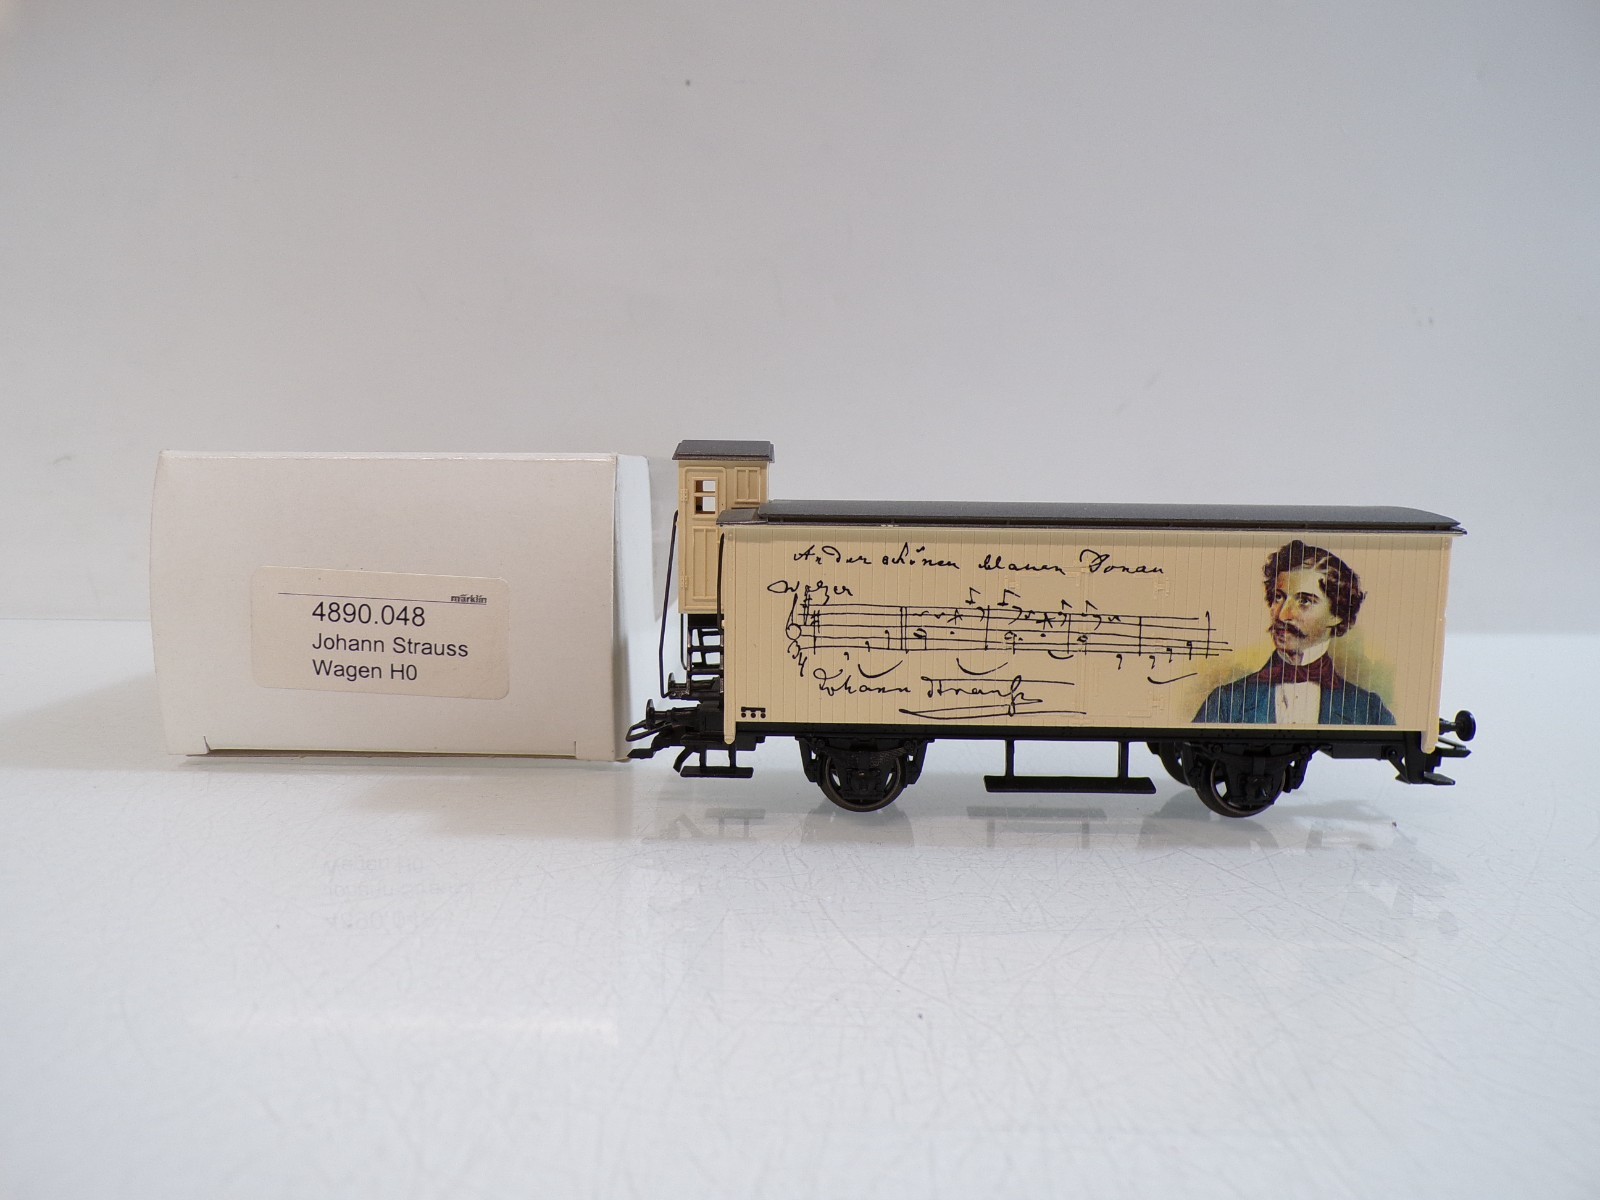 märklin
4890.048
Johann Strauss
Wagen H0
An der schönen blauen Donau
Walzer
Johann Strauß